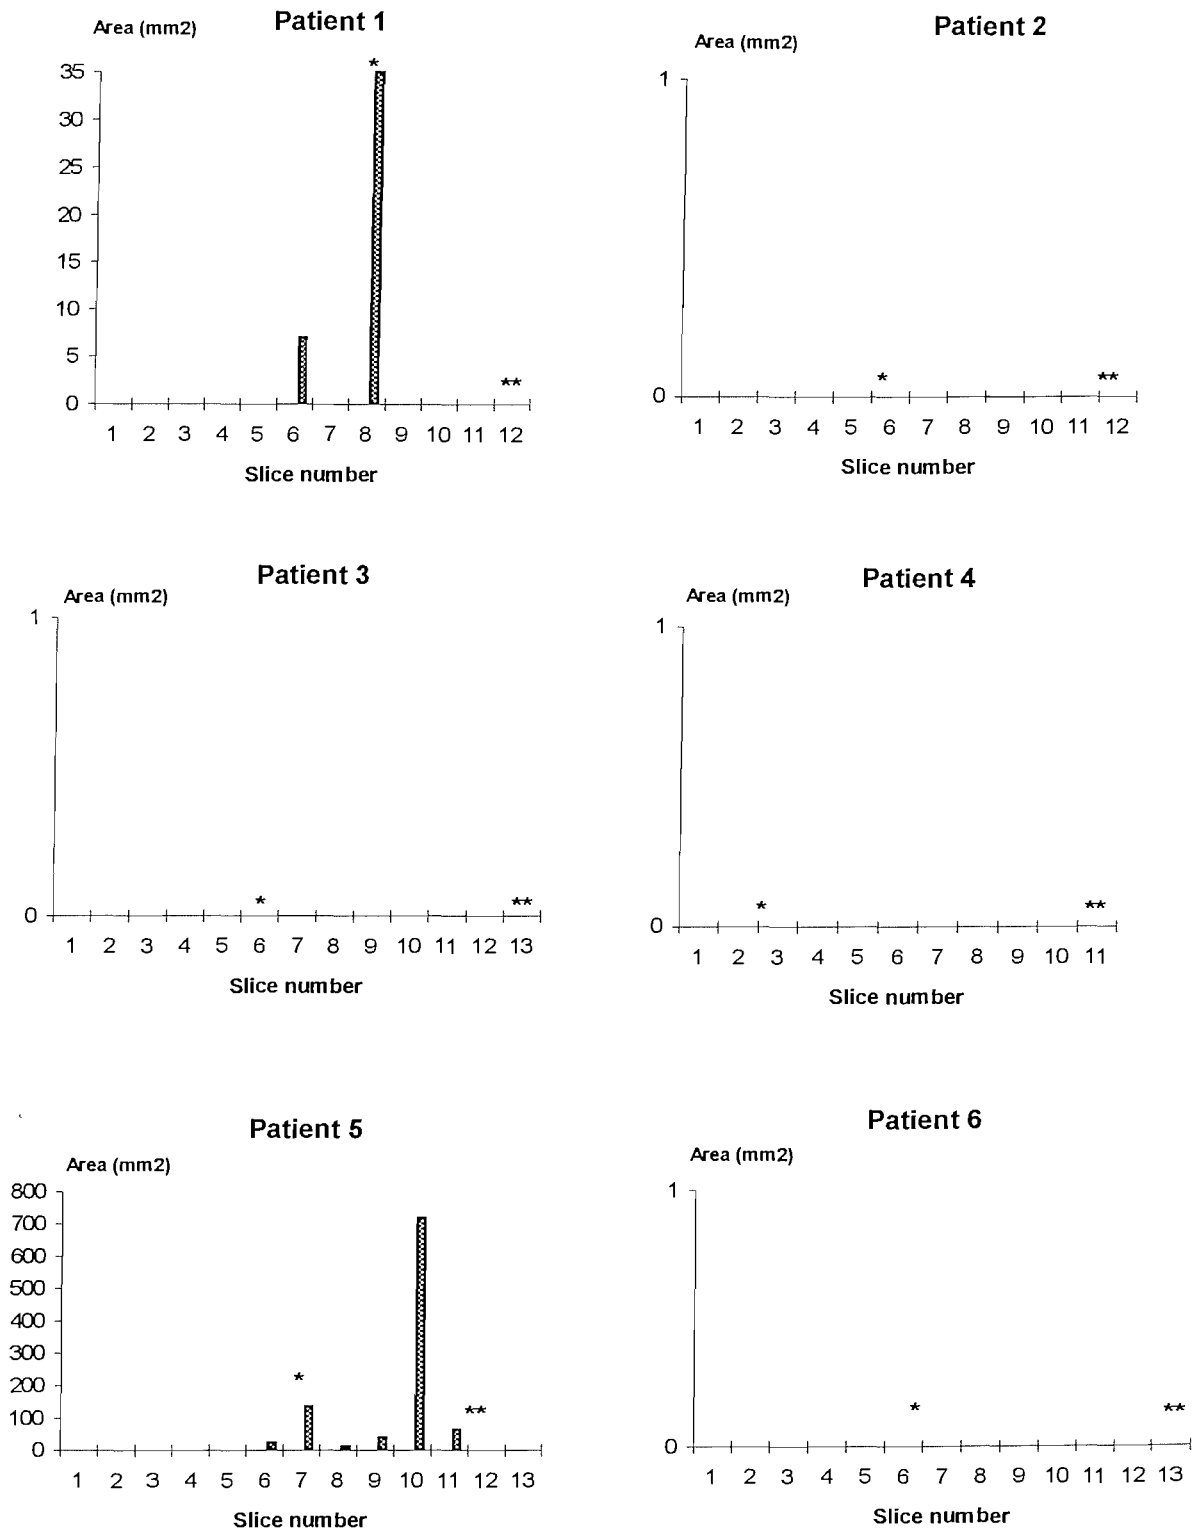 Area (mm2) Patient 1
*
35
30
25
20
15
10
5
0
**
1 2 3 4 5 6 7 8 9 10 11 12
Slice number
Patient 2
Area (mm2)
1
0
* **
1 2 3 4 5 6 7 8 9 10 11 12
Slice number
Patient 3
Area (mm2)
1
0
* **
1 2 3 4 5 6 7 8 9 10 11 12 13
Slice number
Patient 4
Area (mm2)
1
0
* **
1 2 3 4 5 6 7 8 9 10 11
Slice number
Patient 5
Area (mm2)
800
700
600
500
400
300
200
100
0
* **
1 2 3 4 5 6 7 8 9 10 11 12 13
Slice number
Patient 6
Area (mm2)
1
0
* **
1 2 3 4 5 6 7 8 9 10 11 12 13
Slice number